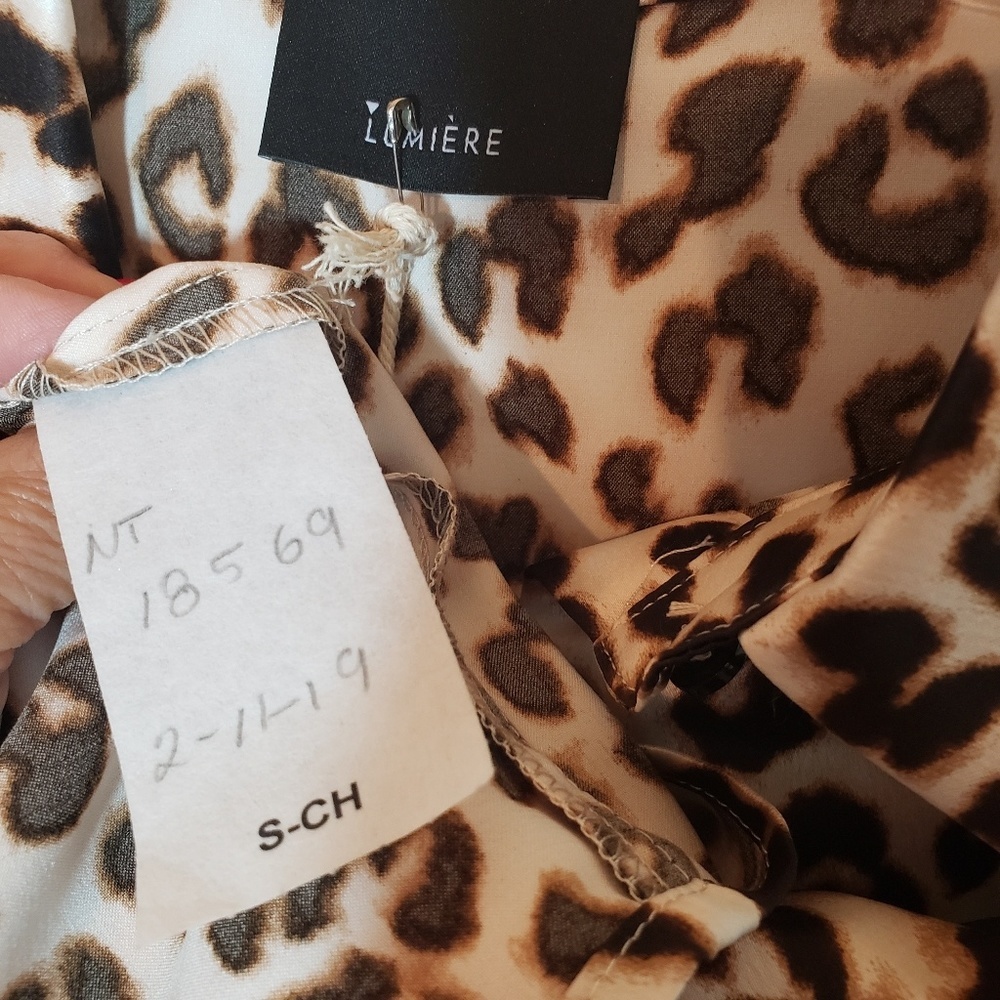 LUMIÈRE
NT
18569
2-11-19
S-CH